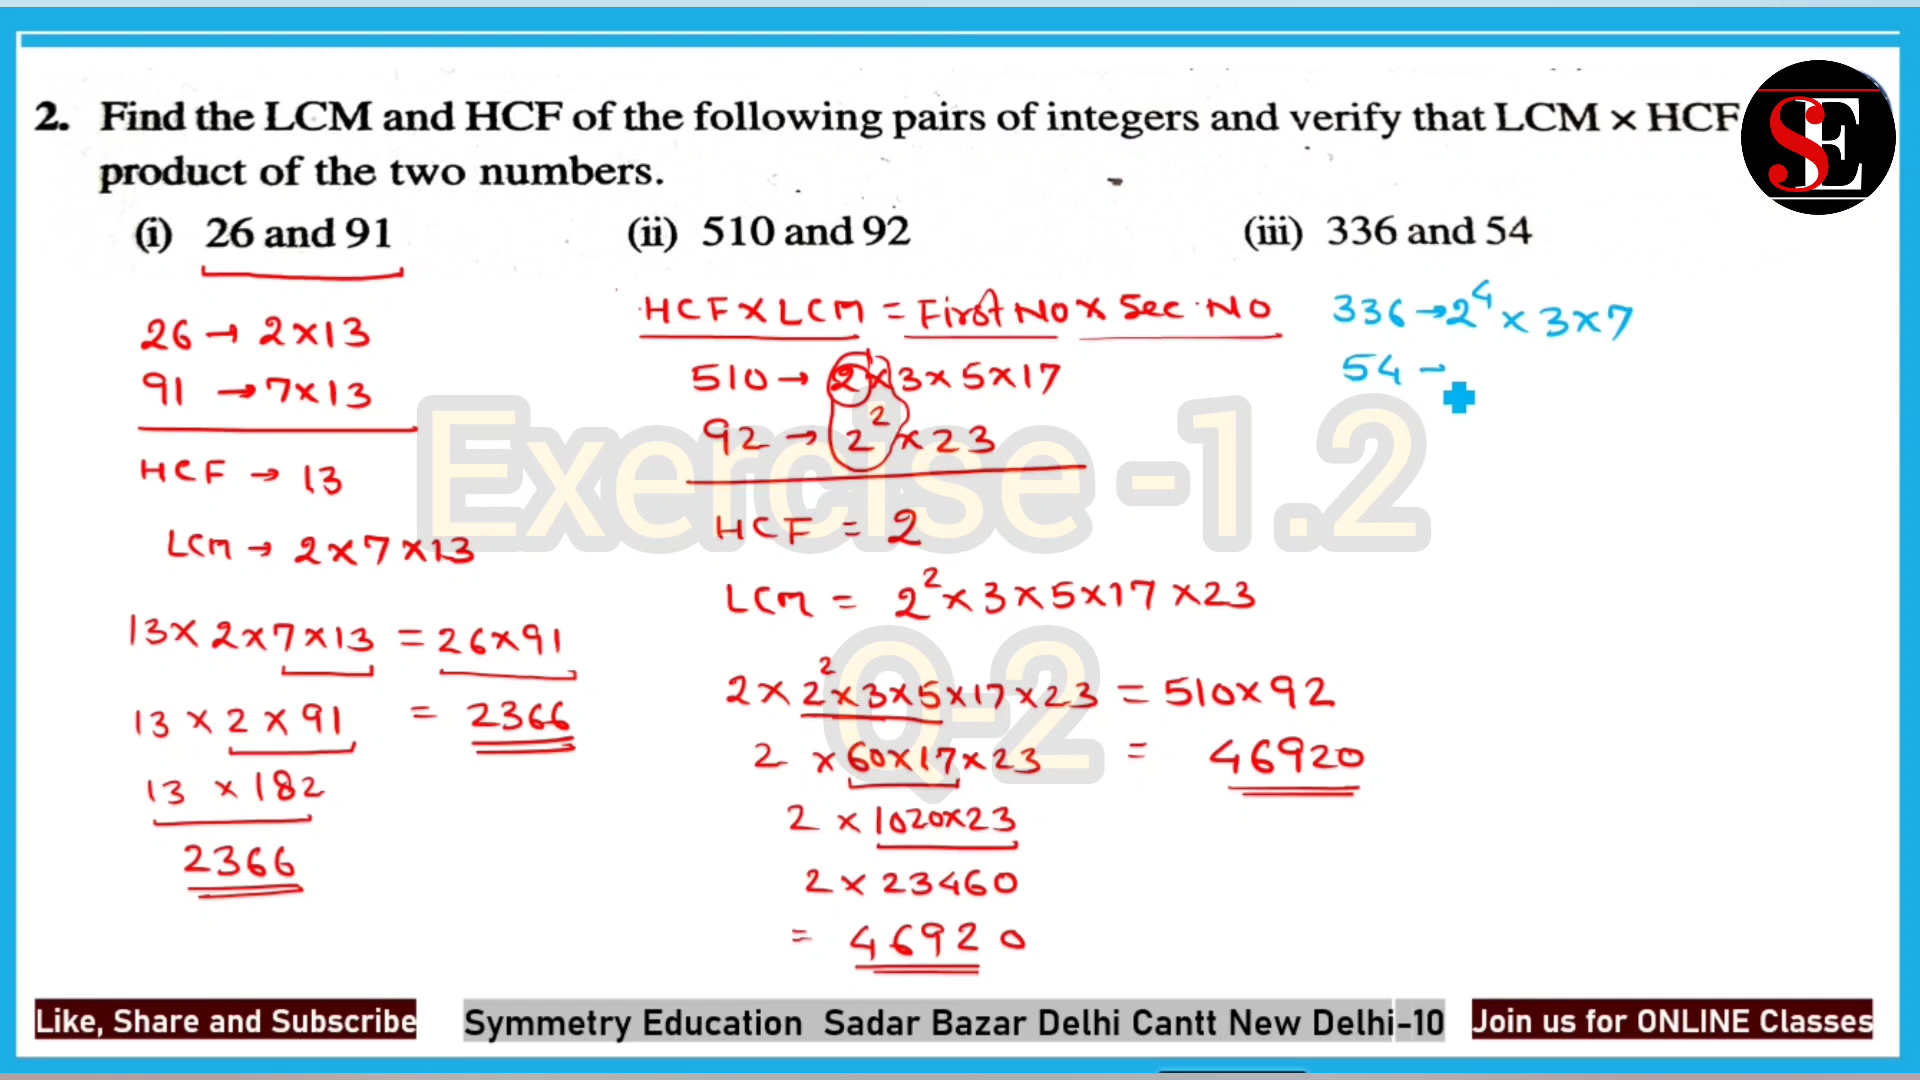 2. Find the LCM and HCF of the following pairs of integers and verify that LCM × HCF
product of the two numbers.
SE
(i) 26 and 91
(ii) 510 and 92
(iii) 336 and 54
26 → 2×13
91 → 7×13
HCF → 13
LCM → 2×7×13
13× 2×7×13 = 26×91
13 × 2 × 91 = 2366
13 × 182
2366
HCF × LCM = First No × Sec. No
510 → 2×3×5×17
92 → 2²×23
HCF = 2
LCM = 2²×3×5×17×23
2 × 2²×3×5×17×23 = 510×92
2 ×60×17×23 = 46920
2 × 1020×23
2 × 23460
= 46920
336 → 2⁴ × 3×7
54 →
Exercise -1.2
Q-2
Like, Share and Subscribe
Symmetry Education Sadar Bazar Delhi Cantt New Delhi-10
Join us for ONLINE Classes